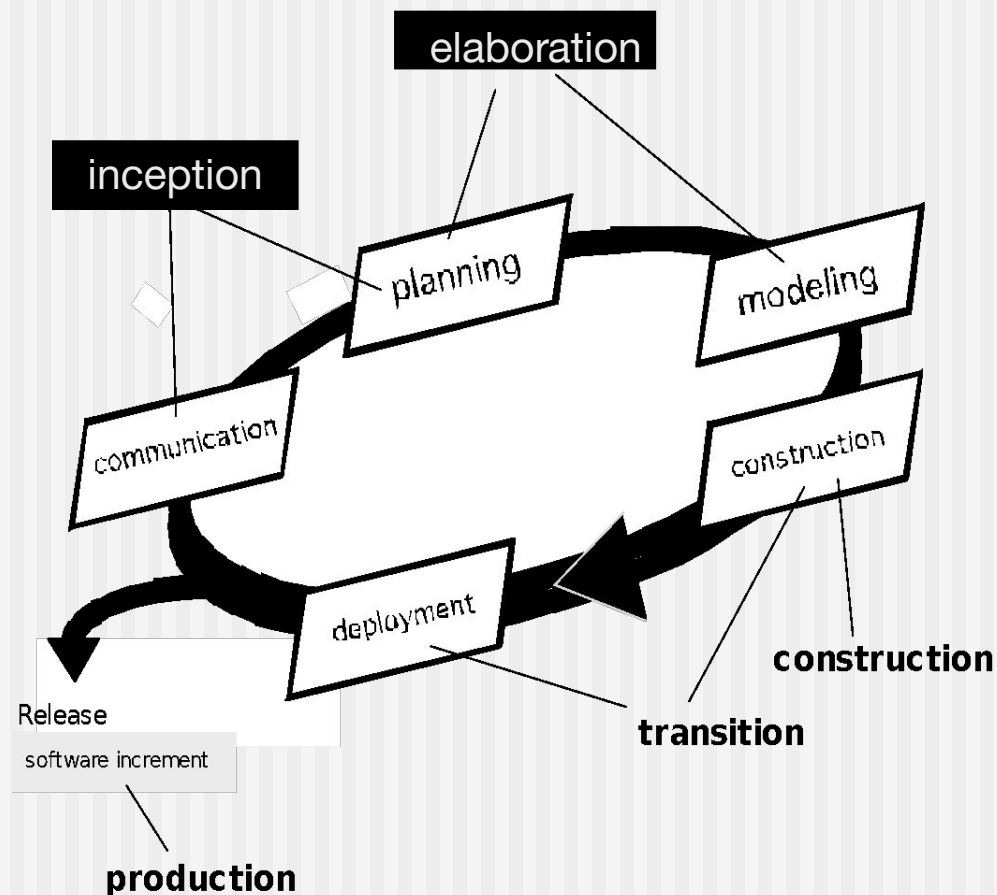 elaboration
inception
planning
modeling
communication
construction
deployment
construction
Release
transition
software increment
production